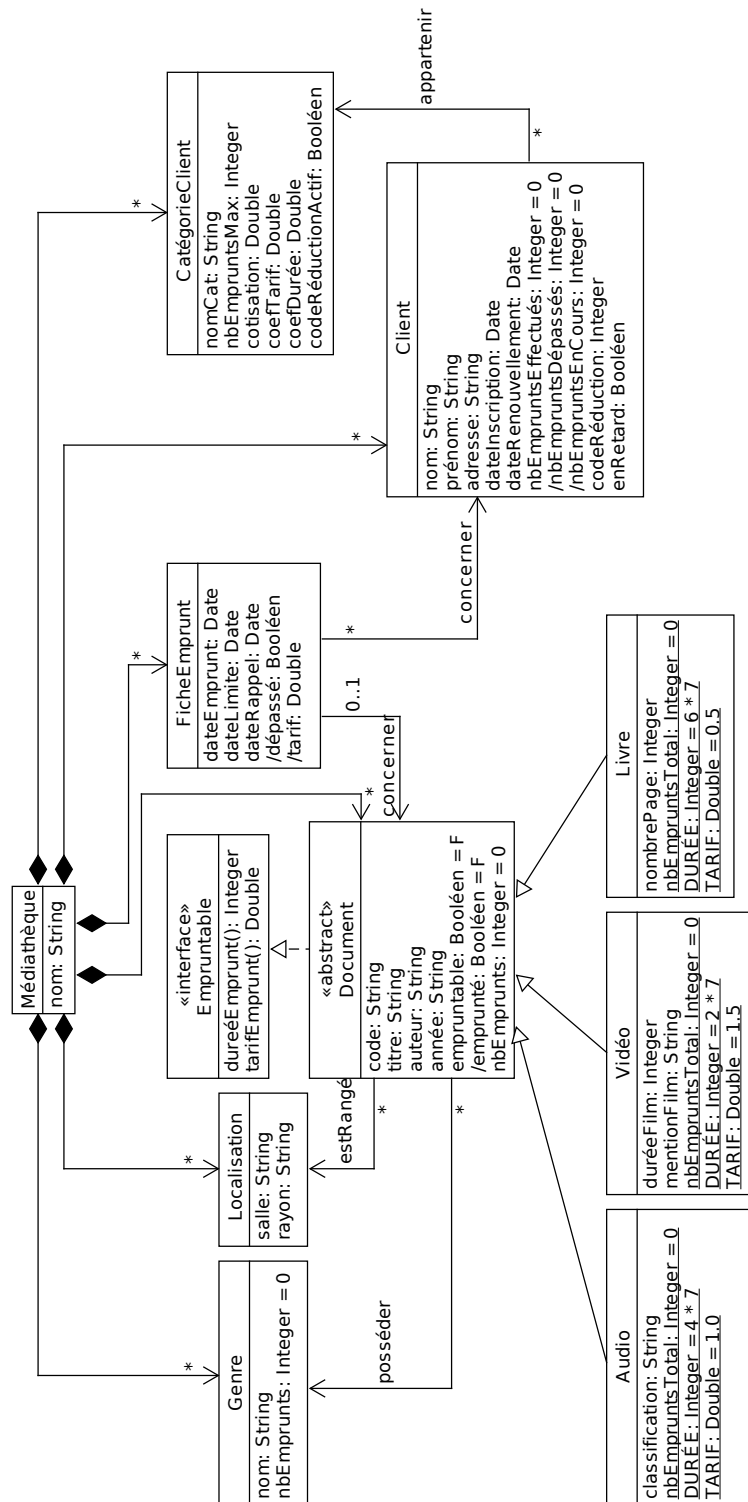 Médiathèque
nom: String
*
*
*
*
*
*
Genre
nom: String
nbEmprunts: Integer = 0
Localisation
salle: String
rayon: String
«interface»
Empruntable
dureéEmprunt(): Integer
tarifEmprunt(): Double
FicheEmprunt
dateEmprunt: Date
dateLimite: Date
dateRappel: Date
/dépassé: Booléen
/tarif: Double
CatégorieClient
nomCat: String
nbEmpruntsMax: Integer
cotisation: Double
coefTarif: Double
coefDurée: Double
codeRéductionActif: Booléen
posséder
*
estRangé
*
«abstract»
Document
code: String
titre: String
auteur: String
année: String
empruntable: Booléen = F
/emprunté: Booléen = F
nbEmprunts: Integer = 0
0..1
concerner
*
concerner
appartenir
*
Client
nom: String
prénom: String
adresse: String
dateInscription: Date
dateRenouvellement: Date
nbEmpruntsEffectués: Integer = 0
/nbEmpruntsDépassés: Integer = 0
/nbEmpruntsEnCours: Integer = 0
codeRéduction: Integer
enRetard: Booléen
Audio
classification: String
nbEmpruntsTotal: Integer = 0
DURÉE: Integer = 4 * 7
TARIF: Double = 1.0
Vidéo
duréeFilm: Integer
mentionFilm: String
nbEmpruntsTotal: Integer = 0
DURÉE: Integer = 2 * 7
TARIF: Double = 1.5
Livre
nombrePage: Integer
nbEmpruntsTotal: Integer = 0
DURÉE: Integer = 6 * 7
TARIF: Double = 0.5